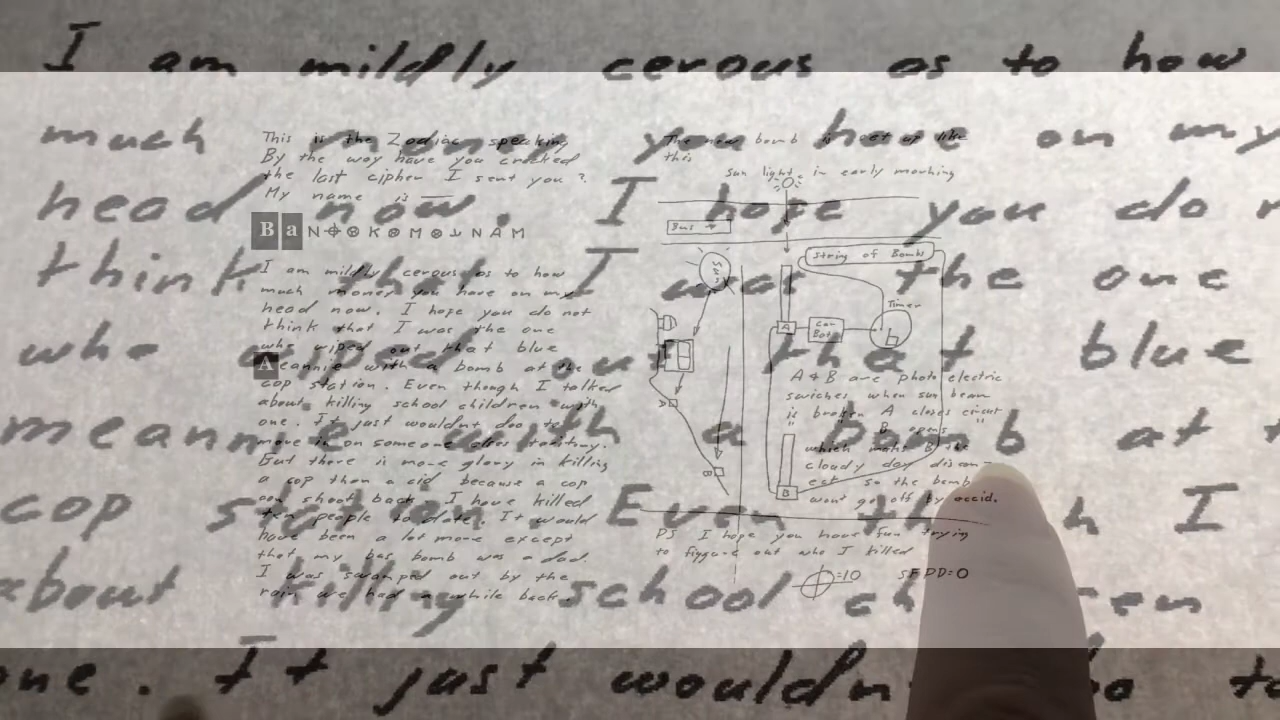 I am mildly cerous as to how
much money you have on my
head now. I hope you do n
think that I was the one
who wiped out that blue
meannie with a bomb at t
cop station. Even th h I
about killing school ch ren
one. It just wouldn do to
This is the Zodiac speaking
By the way have you cracked
the last cipher I sent you?
My name is —
I am mildly cerous as to how
much money you have on my
head now. I hope you do not
think that I was the one
who wiped out that blue
meannie with a bomb at the
cop station. Even though I talked
about killing school children with
one. It just wouldnt doo to
move in on someone elses teritory.
But there is more glory in killing
a cop than a cid because a cop
can shoot back. I have killed
ten people to date. It would
have been a lot more except
that my bus bomb was a dud.
I was swamped out by the
rain we had a while back.
The new bomb is set up like
this
sun light in early morning
Bus →
String of Bombs
Sun
Timer
A
Car Bat
A & B are photo electric
swiches when sun beam
is broken A closes circut
" B opens "
which
cloudy day discon-
ect so the bomb
wont go off by accid.
B
PS I hope you have fun trying
to figgure out who I killed
=10 SFPD=0